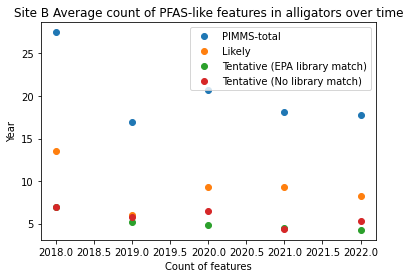 Site B Average count of PFAS-like features in alligators over time
PIMMS-total
Likely
Tentative (EPA library match)
Tentative (No library match)
Year
25
20
15
10
5
2018.0 2018.5 2019.0 2019.5 2020.0 2020.5 2021.0 2021.5 2022.0
Count of features